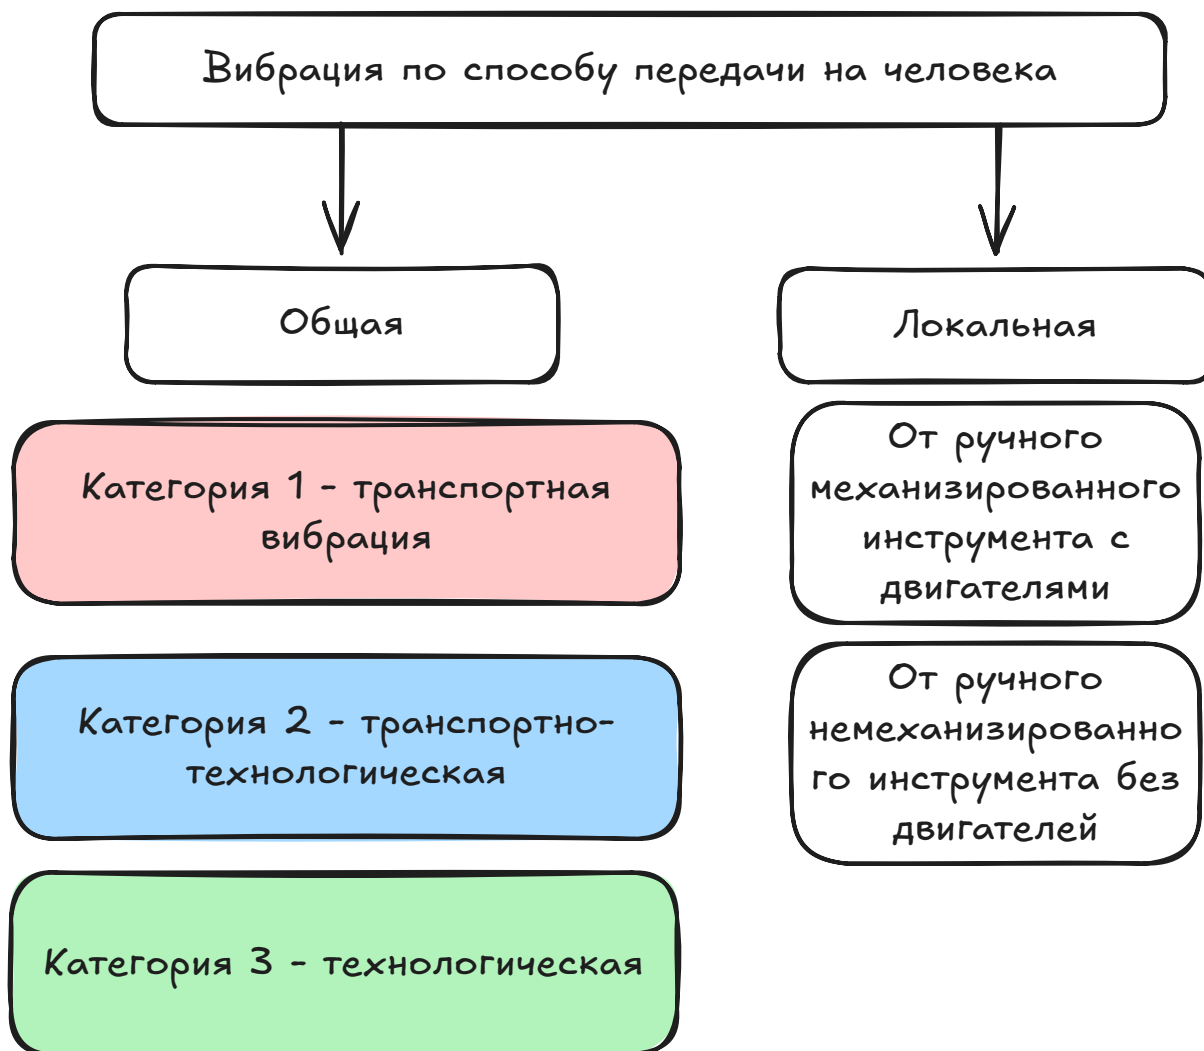 Вибрация по способу передачи на человека
Общая
Локальная
Категория 1 - транспортная
вибрация
Категория 2 - транспортно-
технологическая
Категория 3 - технологическая
От ручного
механизированного
инструмента с
двигателями
От ручного
немеханизированно
го инструмента без
двигателей